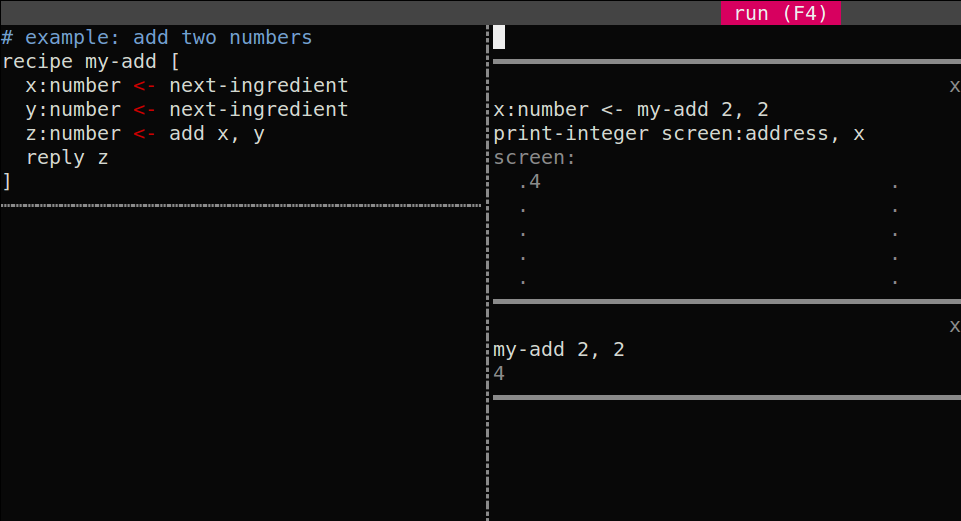 run (F4)
# example: add two numbers
recipe my-add [
  x:number <- next-ingredient
  y:number <- next-ingredient
  z:number <- add x, y
  reply z
]
x
x:number <- my-add 2, 2
print-integer screen:address, x
screen:
  .4                             .
  .                              .
  .                              .
  .                              .
  .                              .
x
my-add 2, 2
4